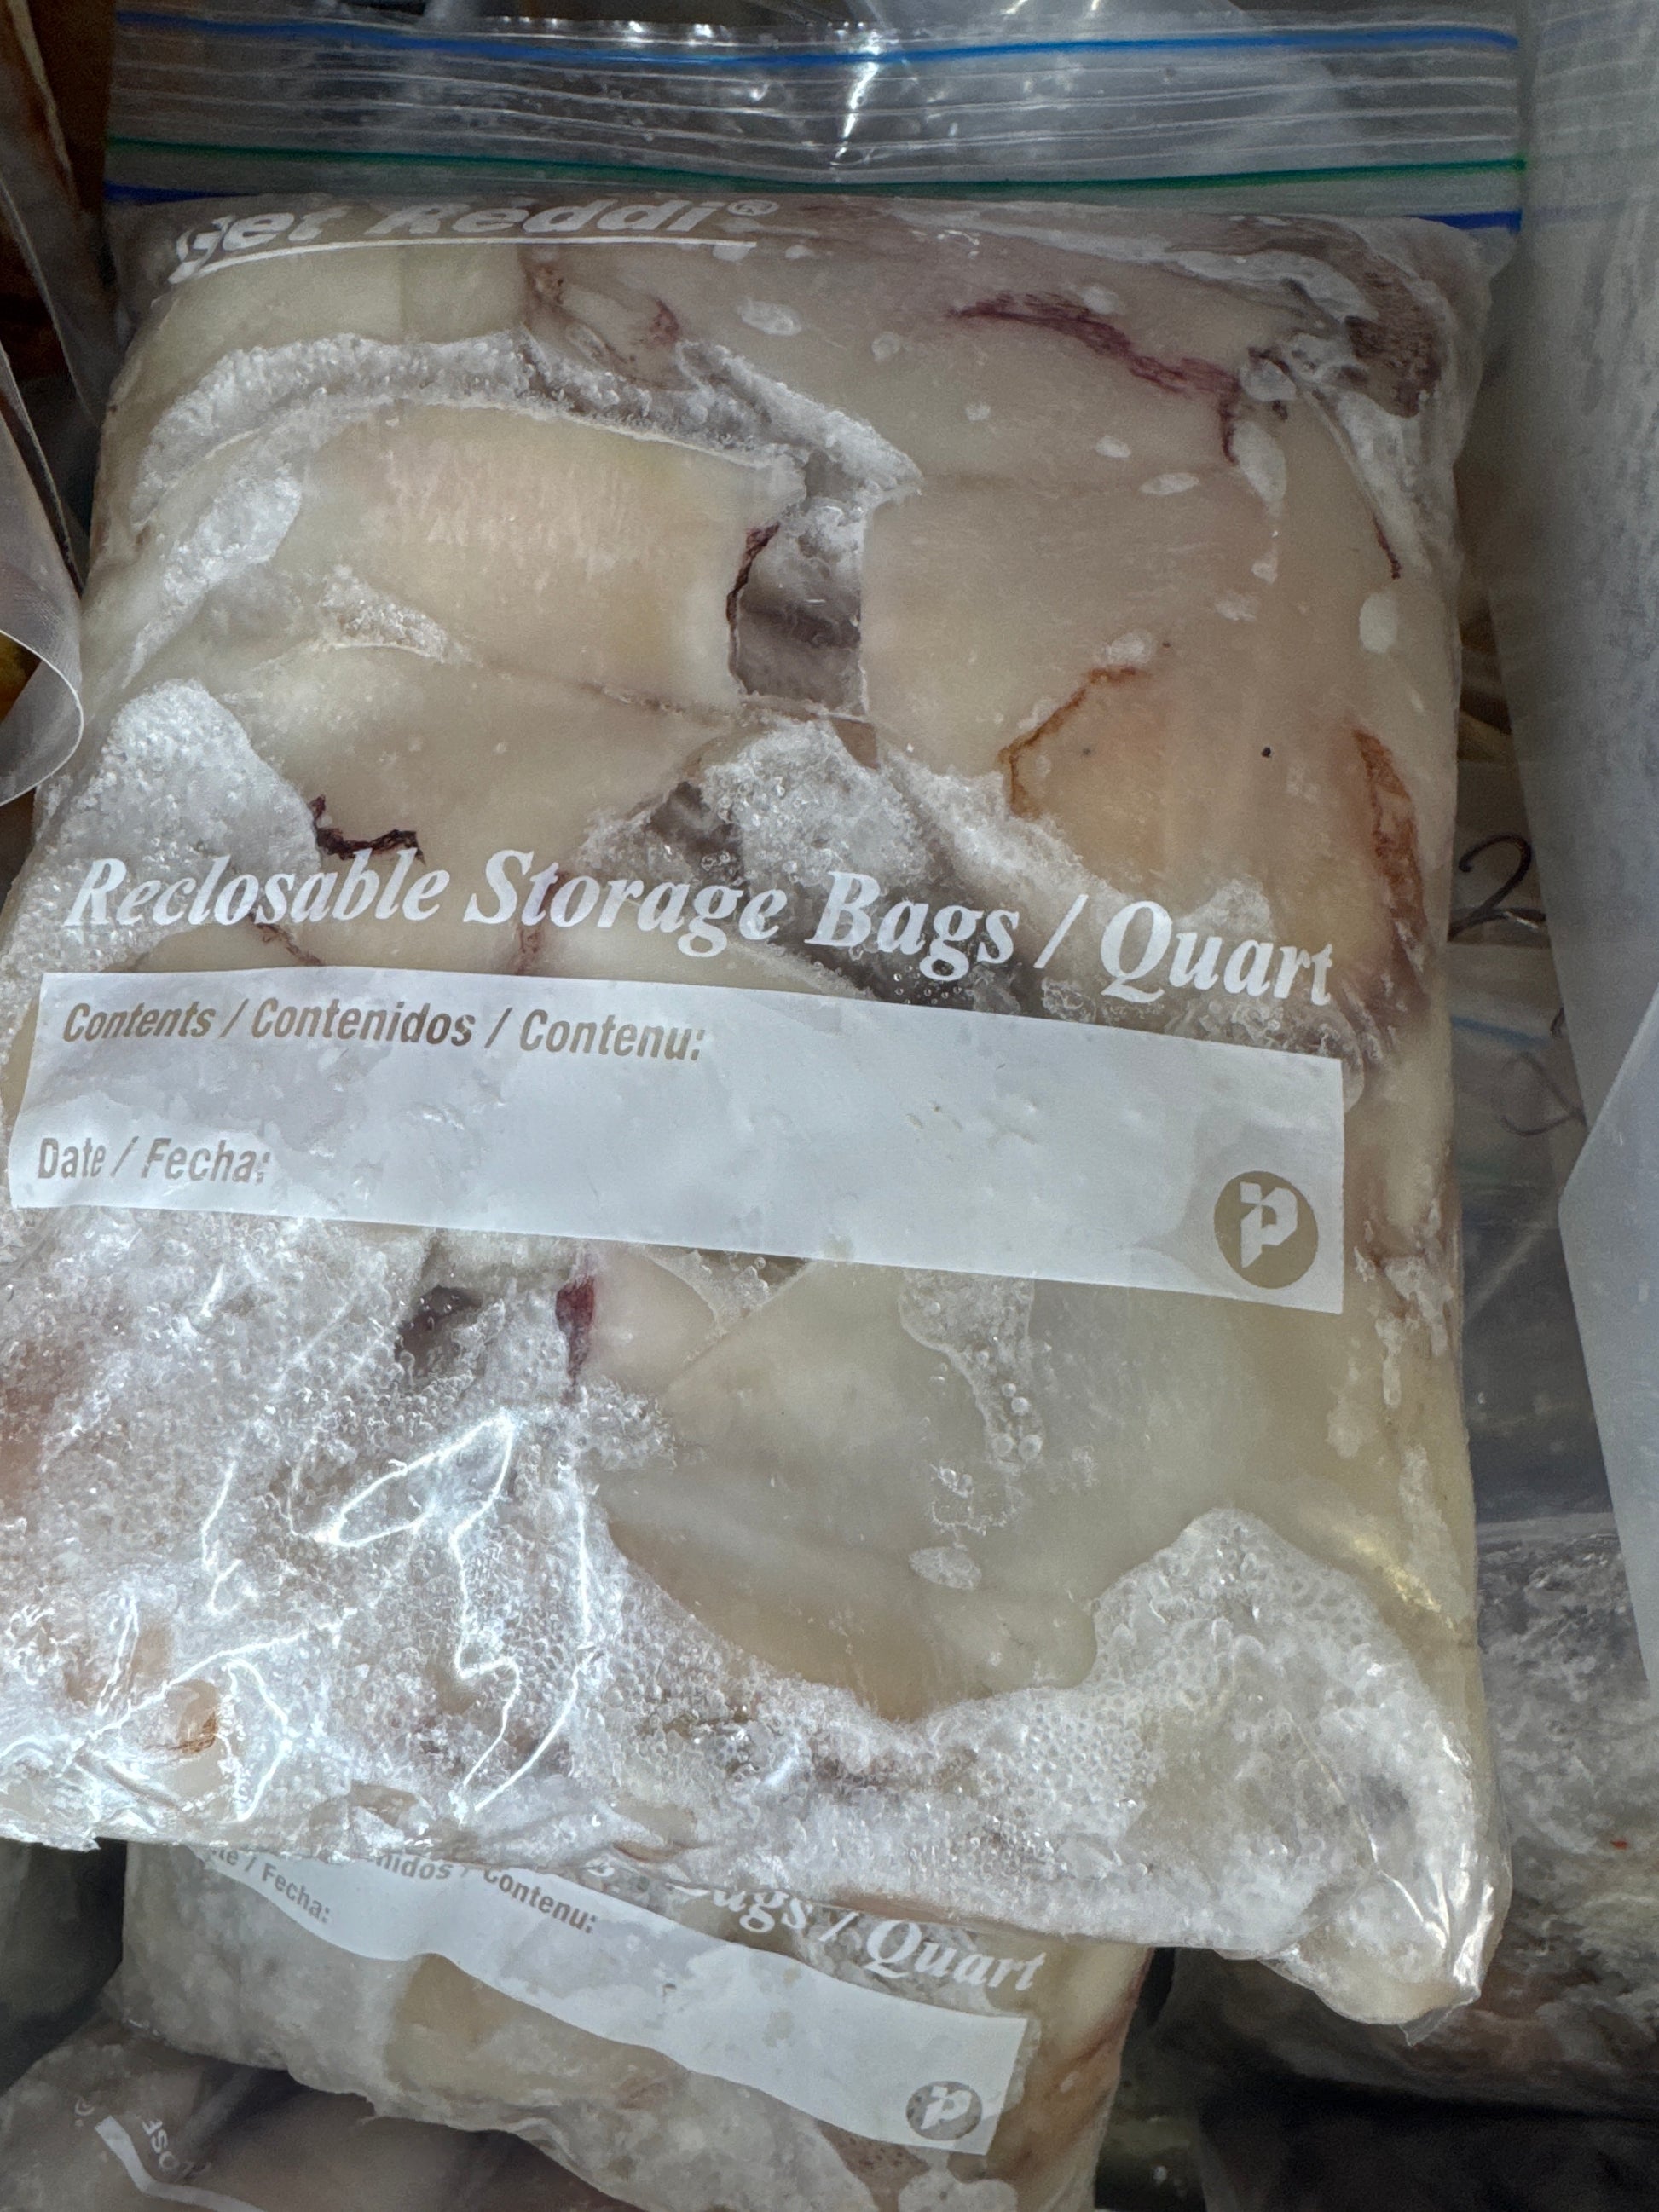 Get Reddi®
Reclosable Storage Bags / Quart
Contents / Contenidos / Contenu:
Date / Fecha:
/ Fecha:
/ Contenu:
/ Quart